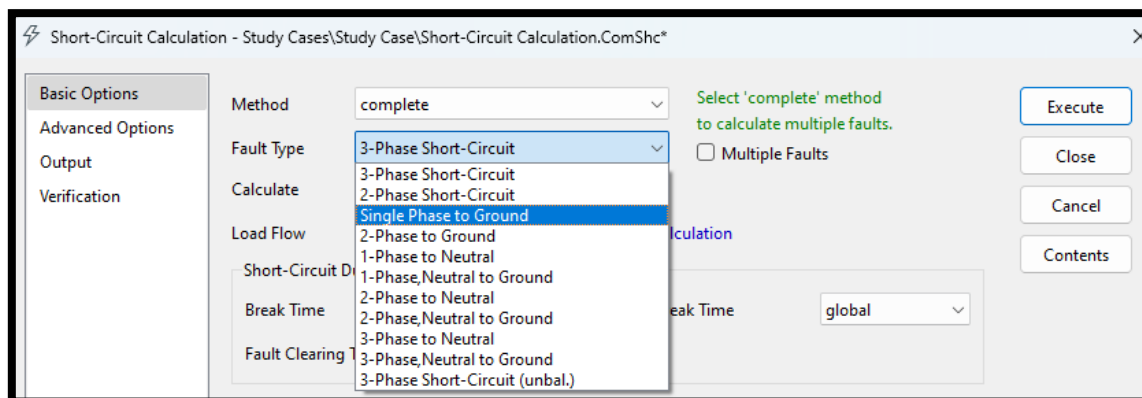 Short-Circuit Calculation - Study Cases\Study Case\Short-Circuit Calculation.ComShc*
Basic Options
Advanced Options
Output
Verification
Method
complete
Select 'complete' method
to calculate multiple faults.
Fault Type
3-Phase Short-Circuit
Multiple Faults
3-Phase Short-Circuit
2-Phase Short-Circuit
Single Phase to Ground
2-Phase to Ground
1-Phase to Neutral
1-Phase,Neutral to Ground
2-Phase to Neutral
2-Phase,Neutral to Ground
3-Phase to Neutral
3-Phase,Neutral to Ground
3-Phase Short-Circuit (unbal.)
Calculate
Load Flow
lculation
Short-Circuit D
Break Time
eak Time
global
Fault Clearing T
Execute
Close
Cancel
Contents